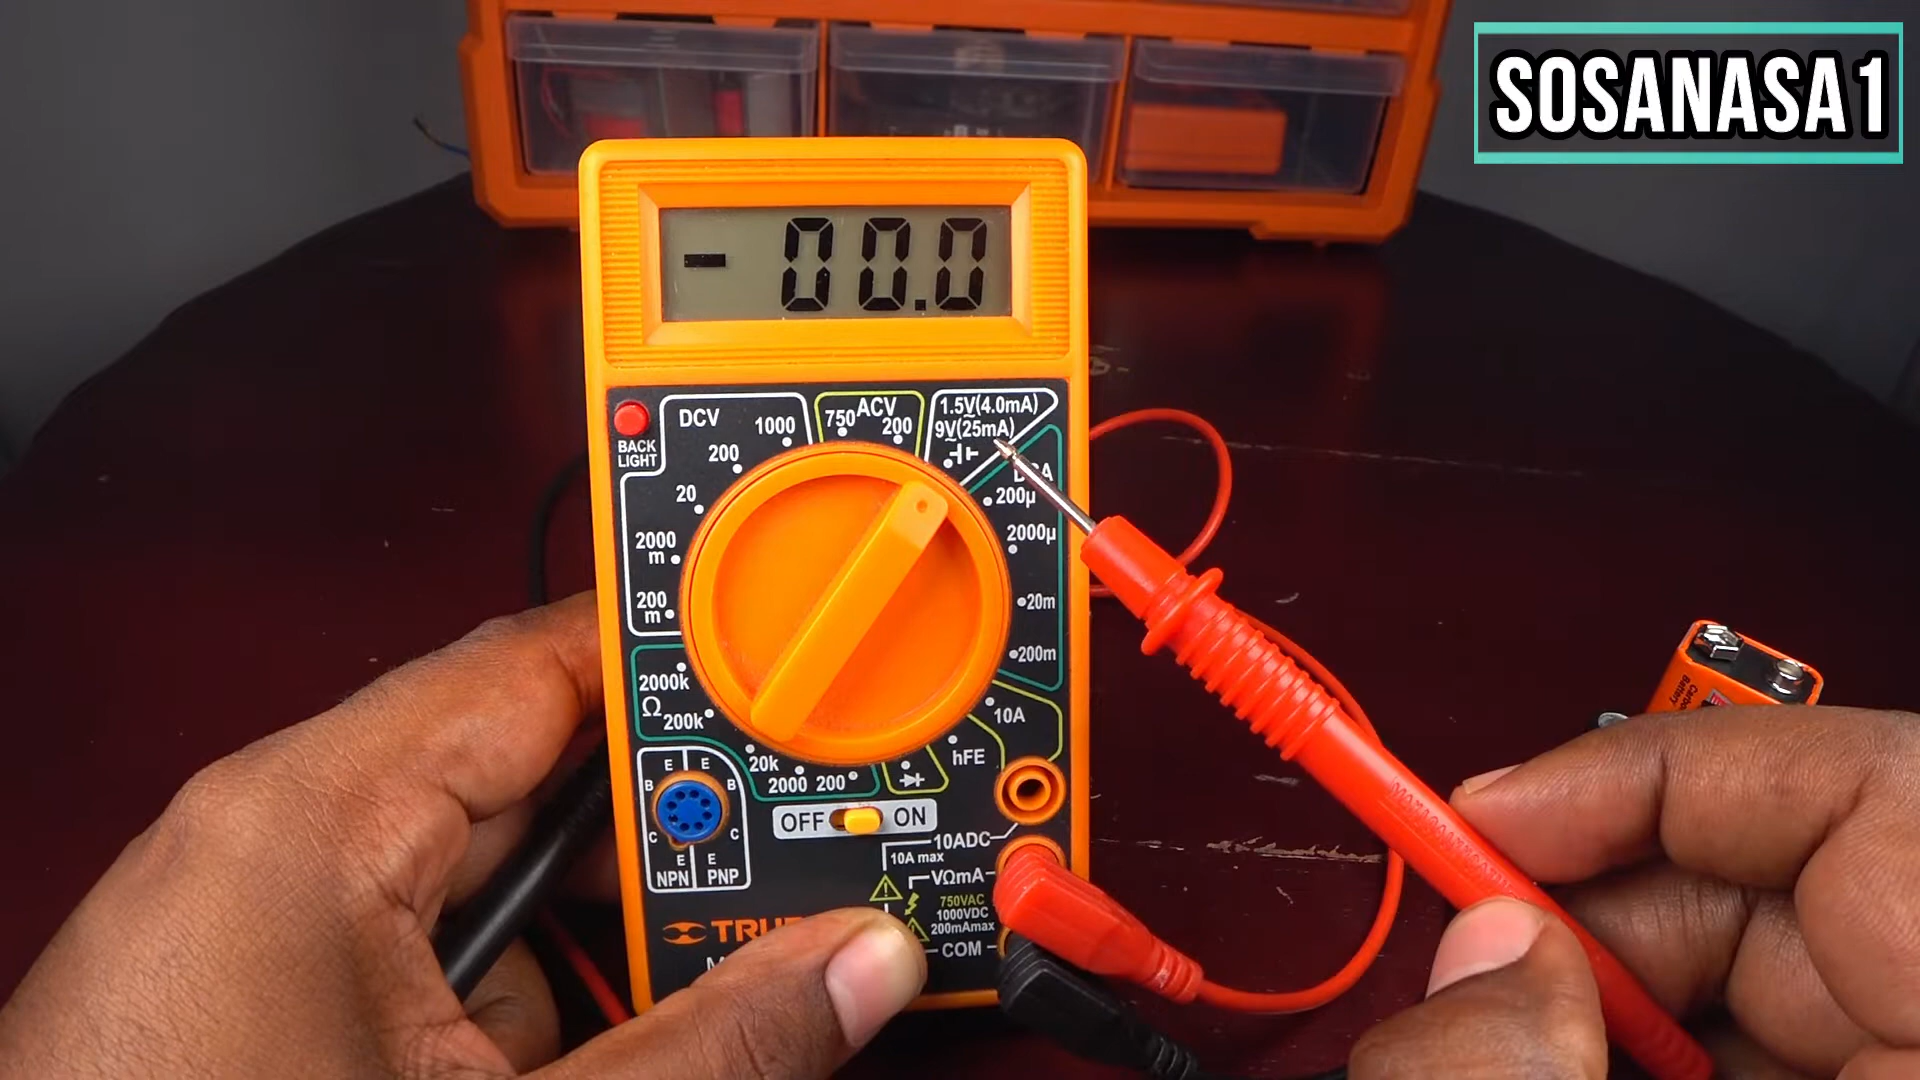 SOSANASA 1
- 00.0
BACK
LIGHT
DCV
1000
200
20
2000
m
200
m
ACV
750
200
1.5V(4.0mA)
9V(25mA)
200µ
2000µ
20m
200m
10A
hFE
2000k
Ω
200k
20k
2000
200
OFF
ON
E E
B B
C C
E E
NPN PNP
10ADC
10A max
VΩmA
750VAC
1000VDC
200mAmax
COM